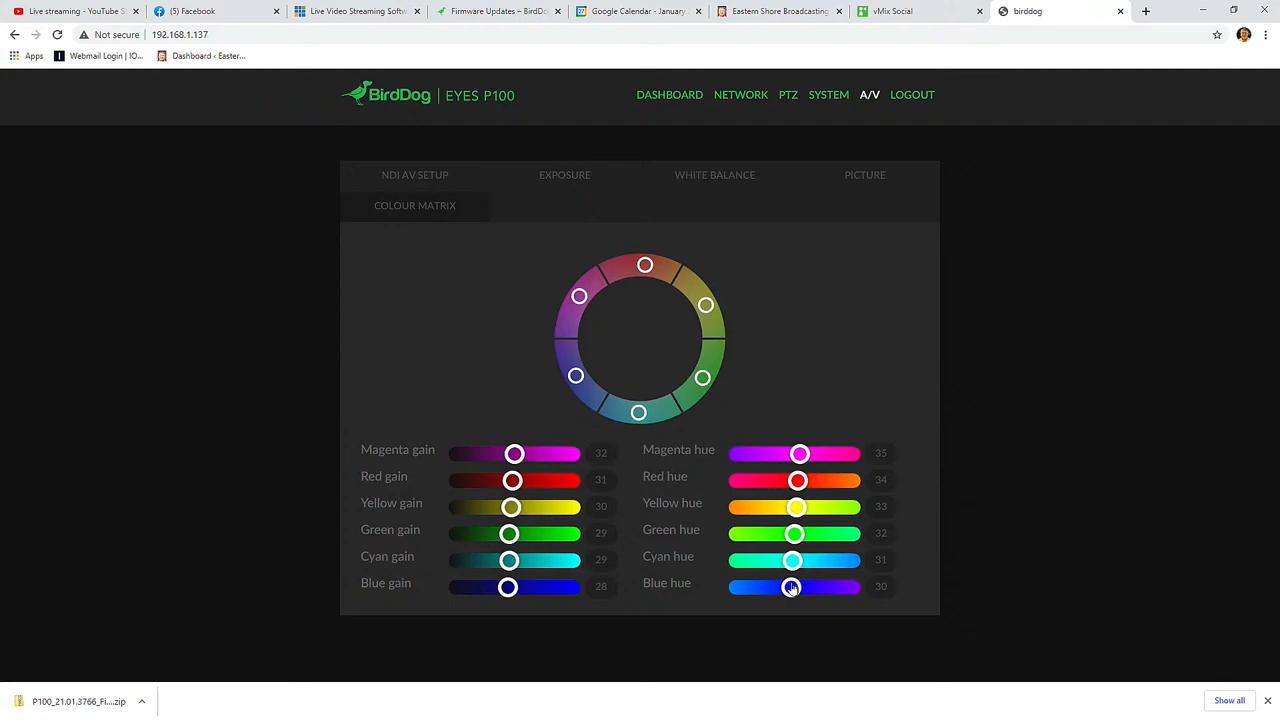 Live streaming - YouTube S
(5) Facebook
Live Video Streaming Softw
Firmware Updates – BirdDo
Google Calendar - January
Eastern Shore Broadcasting
vMix Social
birddog
Not secure | 192.168.1.137
Apps
Webmail Login | IO...
Dashboard ‹ Easter...
BirdDog | EYES P100
DASHBOARD NETWORK PTZ SYSTEM A/V LOGOUT
NDI AV SETUP EXPOSURE WHITE BALANCE PICTURE
COLOUR MATRIX
Magenta gain 32 Magenta hue 35
Red gain 31 Red hue 34
Yellow gain 30 Yellow hue 33
Green gain 29 Green hue 32
Cyan gain 29 Cyan hue 31
Blue gain 28 Blue hue 30
P100_21.01.3766_Fi....zip
Show all